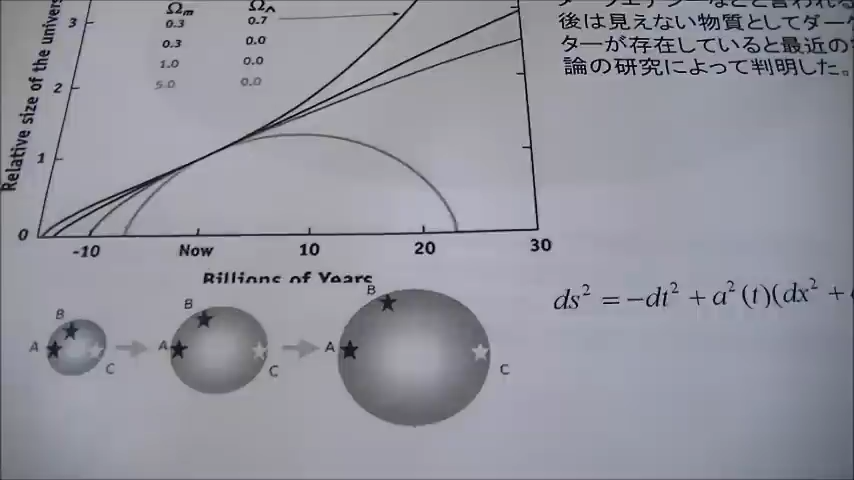 Ωm ΩΛ
0.3 0.7
0.3 0.0
1.0 0.0
5.0 0.0
Relative size of the
3
2
1
0
-10 Now 10 20 30
Billions of Years
後は見えない物質としてダー
ターが存在していると最近の
論の研究によって判明した。
B
A
C
B
A
C
B
A
C
ds² = −dt² + a²(t)(dx² +